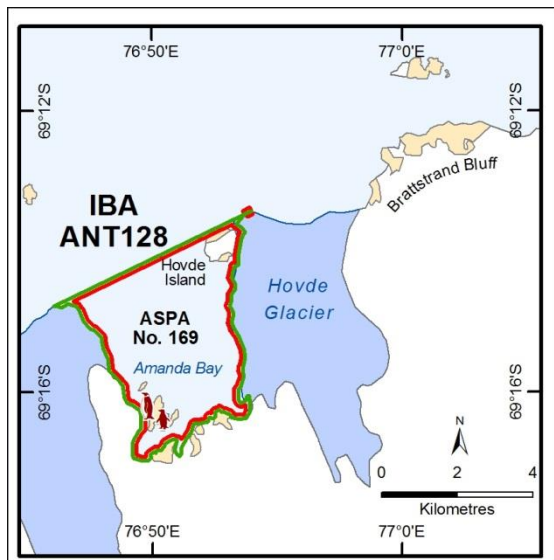 76°50'E
77°0'E
69°12'S
69°12'S
Brattstrand Bluff
IBA
ANT128
Hovde
Island
Hovde
Glacier
ASPA
No. 169
Amanda Bay
69°16'S
69°16'S
N
0 2 4
Kilometres
76°50'E
77°0'E